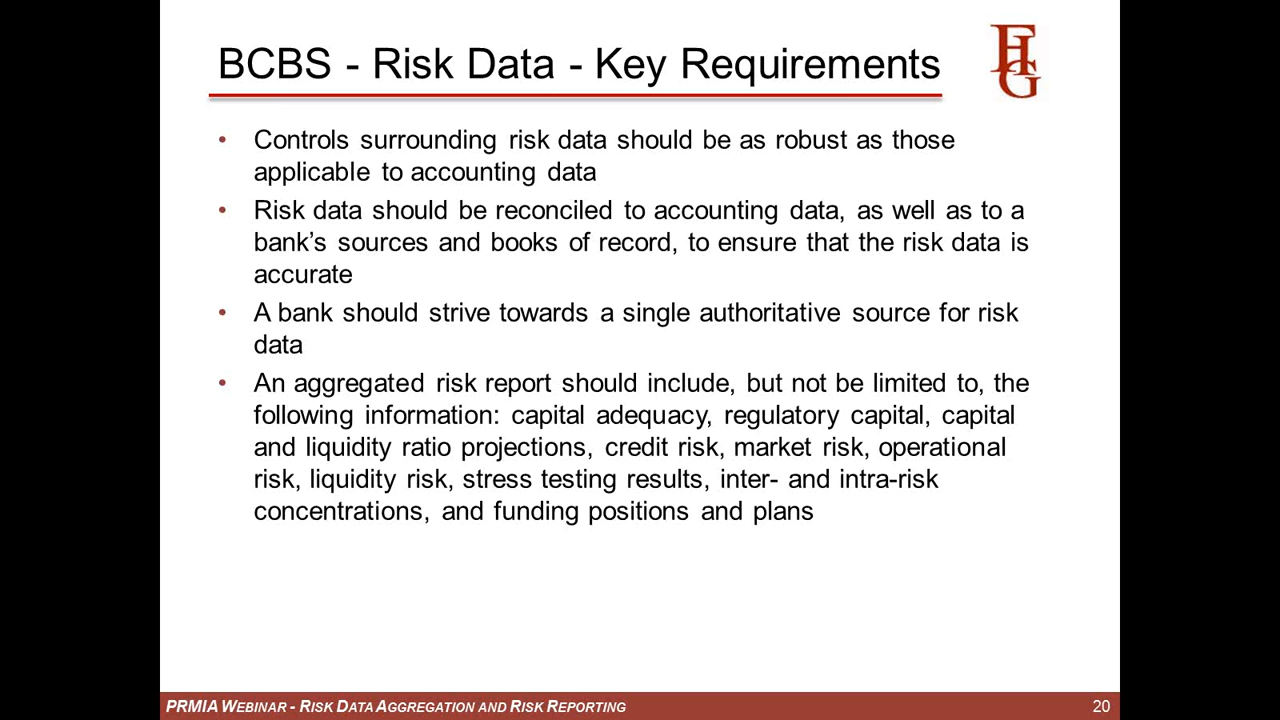 BCBS - Risk Data - Key Requirements
FHG
• Controls surrounding risk data should be as robust as those
applicable to accounting data
• Risk data should be reconciled to accounting data, as well as to a
bank’s sources and books of record, to ensure that the risk data is
accurate
• A bank should strive towards a single authoritative source for risk
data
• An aggregated risk report should include, but not be limited to, the
following information: capital adequacy, regulatory capital, capital
and liquidity ratio projections, credit risk, market risk, operational
risk, liquidity risk, stress testing results, inter- and intra-risk
concentrations, and funding positions and plans
PRMIA WEBINAR - RISK DATA AGGREGATION AND RISK REPORTING
20